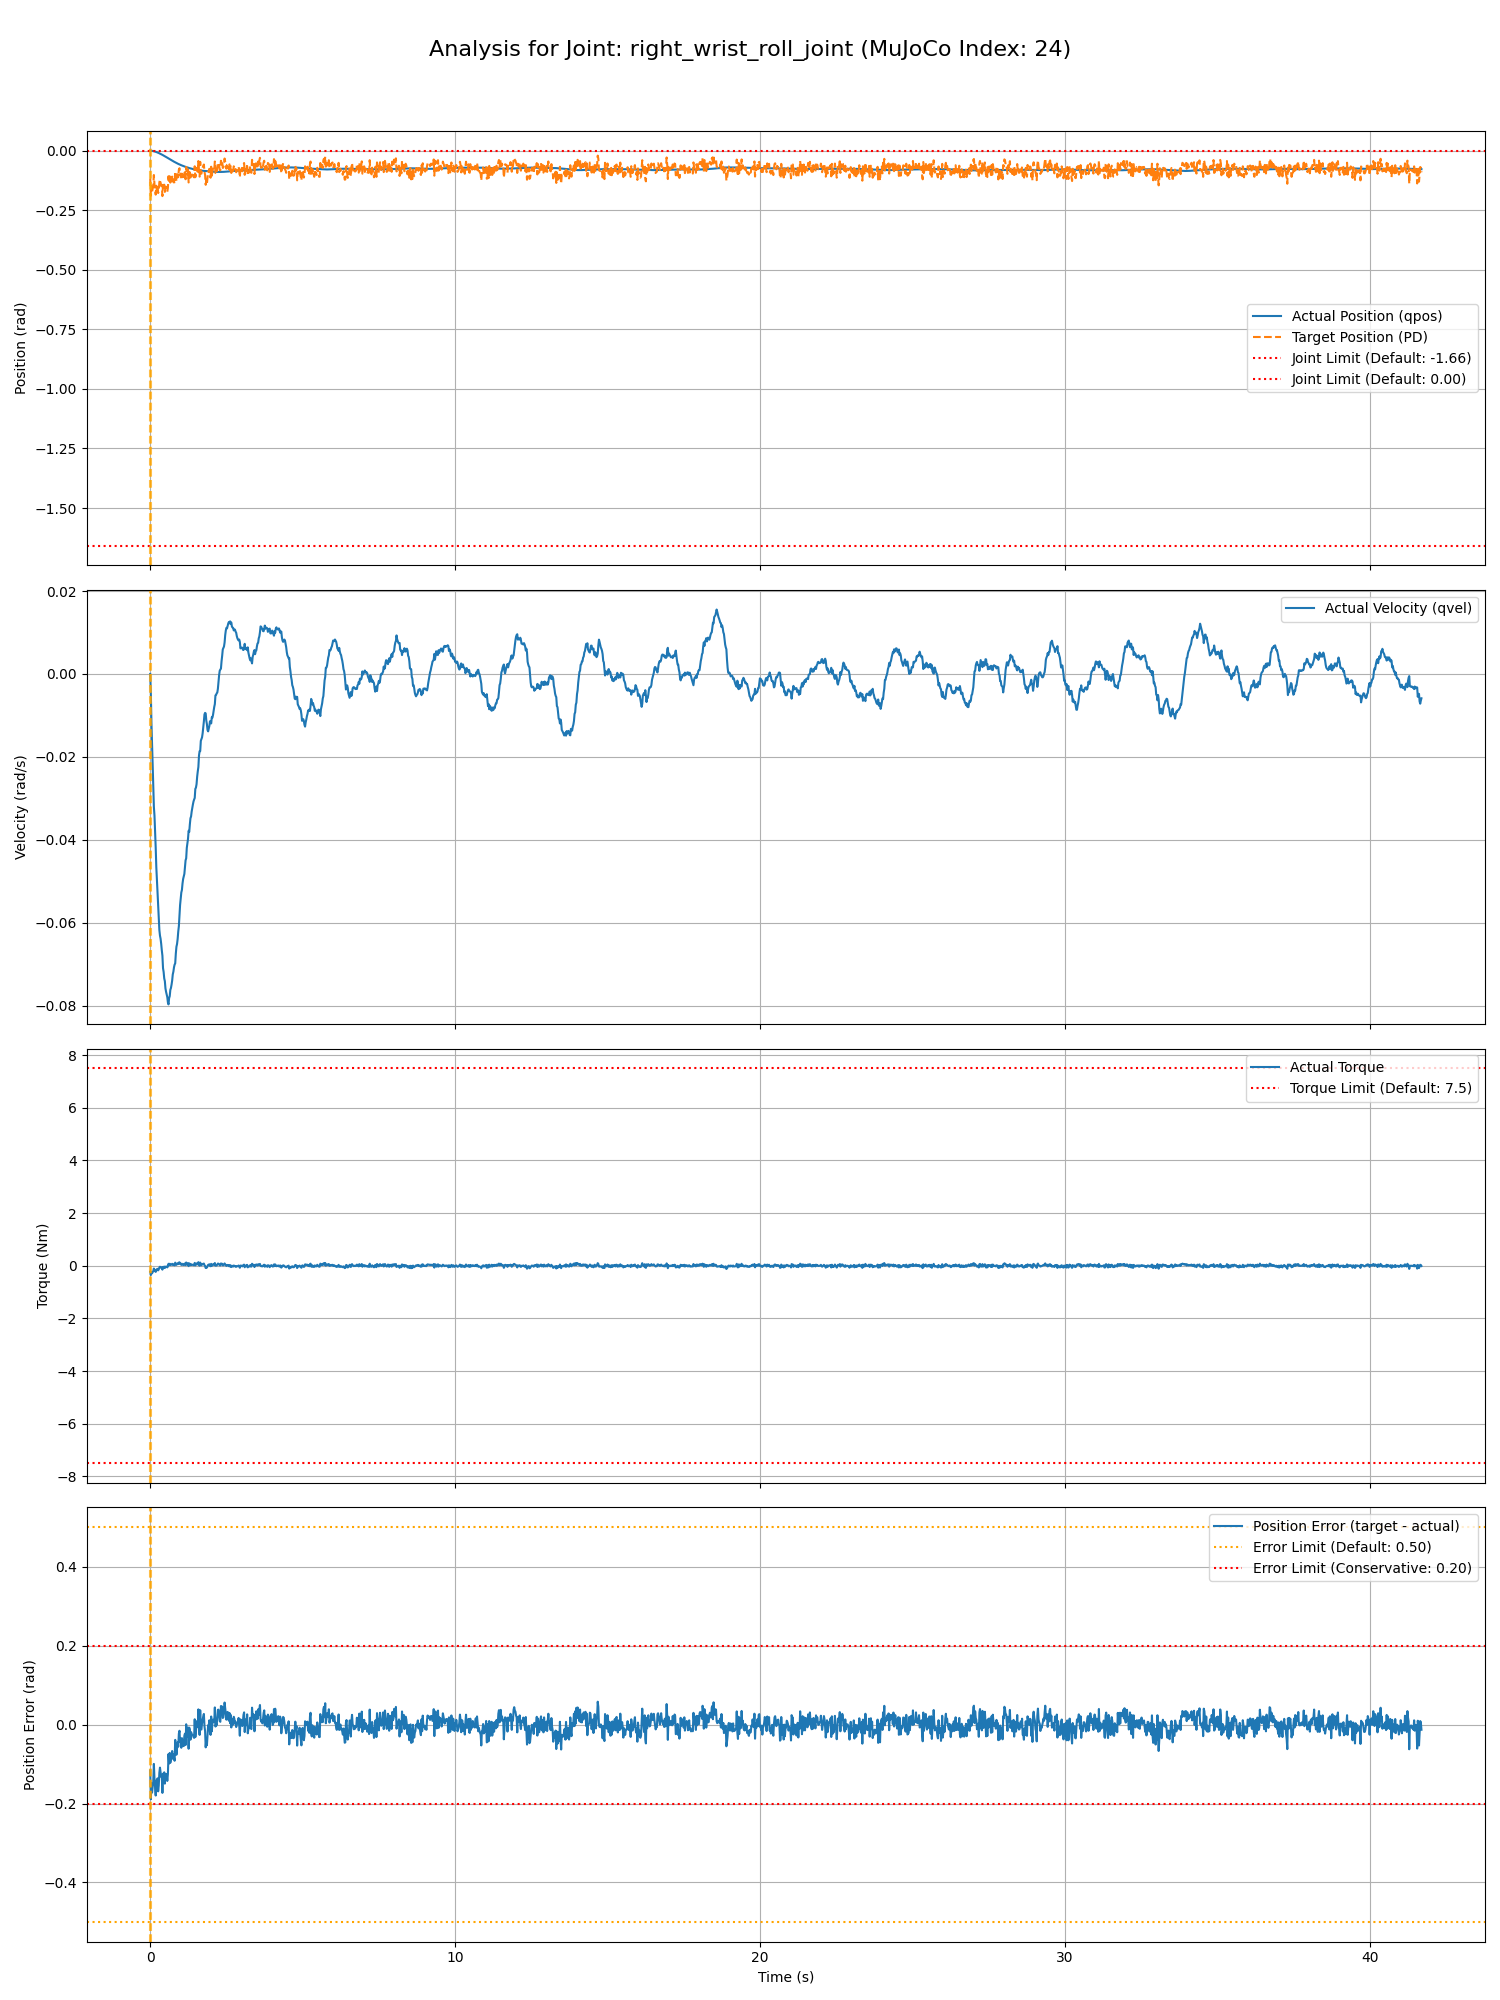 Analysis for Joint: right_wrist_roll_joint (MuJoCo Index: 24)
0.00
−0.25
−0.50
−0.75
−1.00
−1.25
−1.50
Position (rad)
Actual Position (qpos)
Target Position (PD)
Joint Limit (Default: -1.66)
Joint Limit (Default: 0.00)
0.02
0.00
−0.02
−0.04
−0.06
−0.08
Velocity (rad/s)
Actual Velocity (qvel)
8
6
4
2
0
−2
−4
−6
−8
Torque (Nm)
Actual Torque
Torque Limit (Default: 7.5)
0.4
0.2
0.0
−0.2
−0.4
Position Error (rad)
Position Error (target - actual)
Error Limit (Default: 0.50)
Error Limit (Conservative: 0.20)
0 10 20 30 40
Time (s)